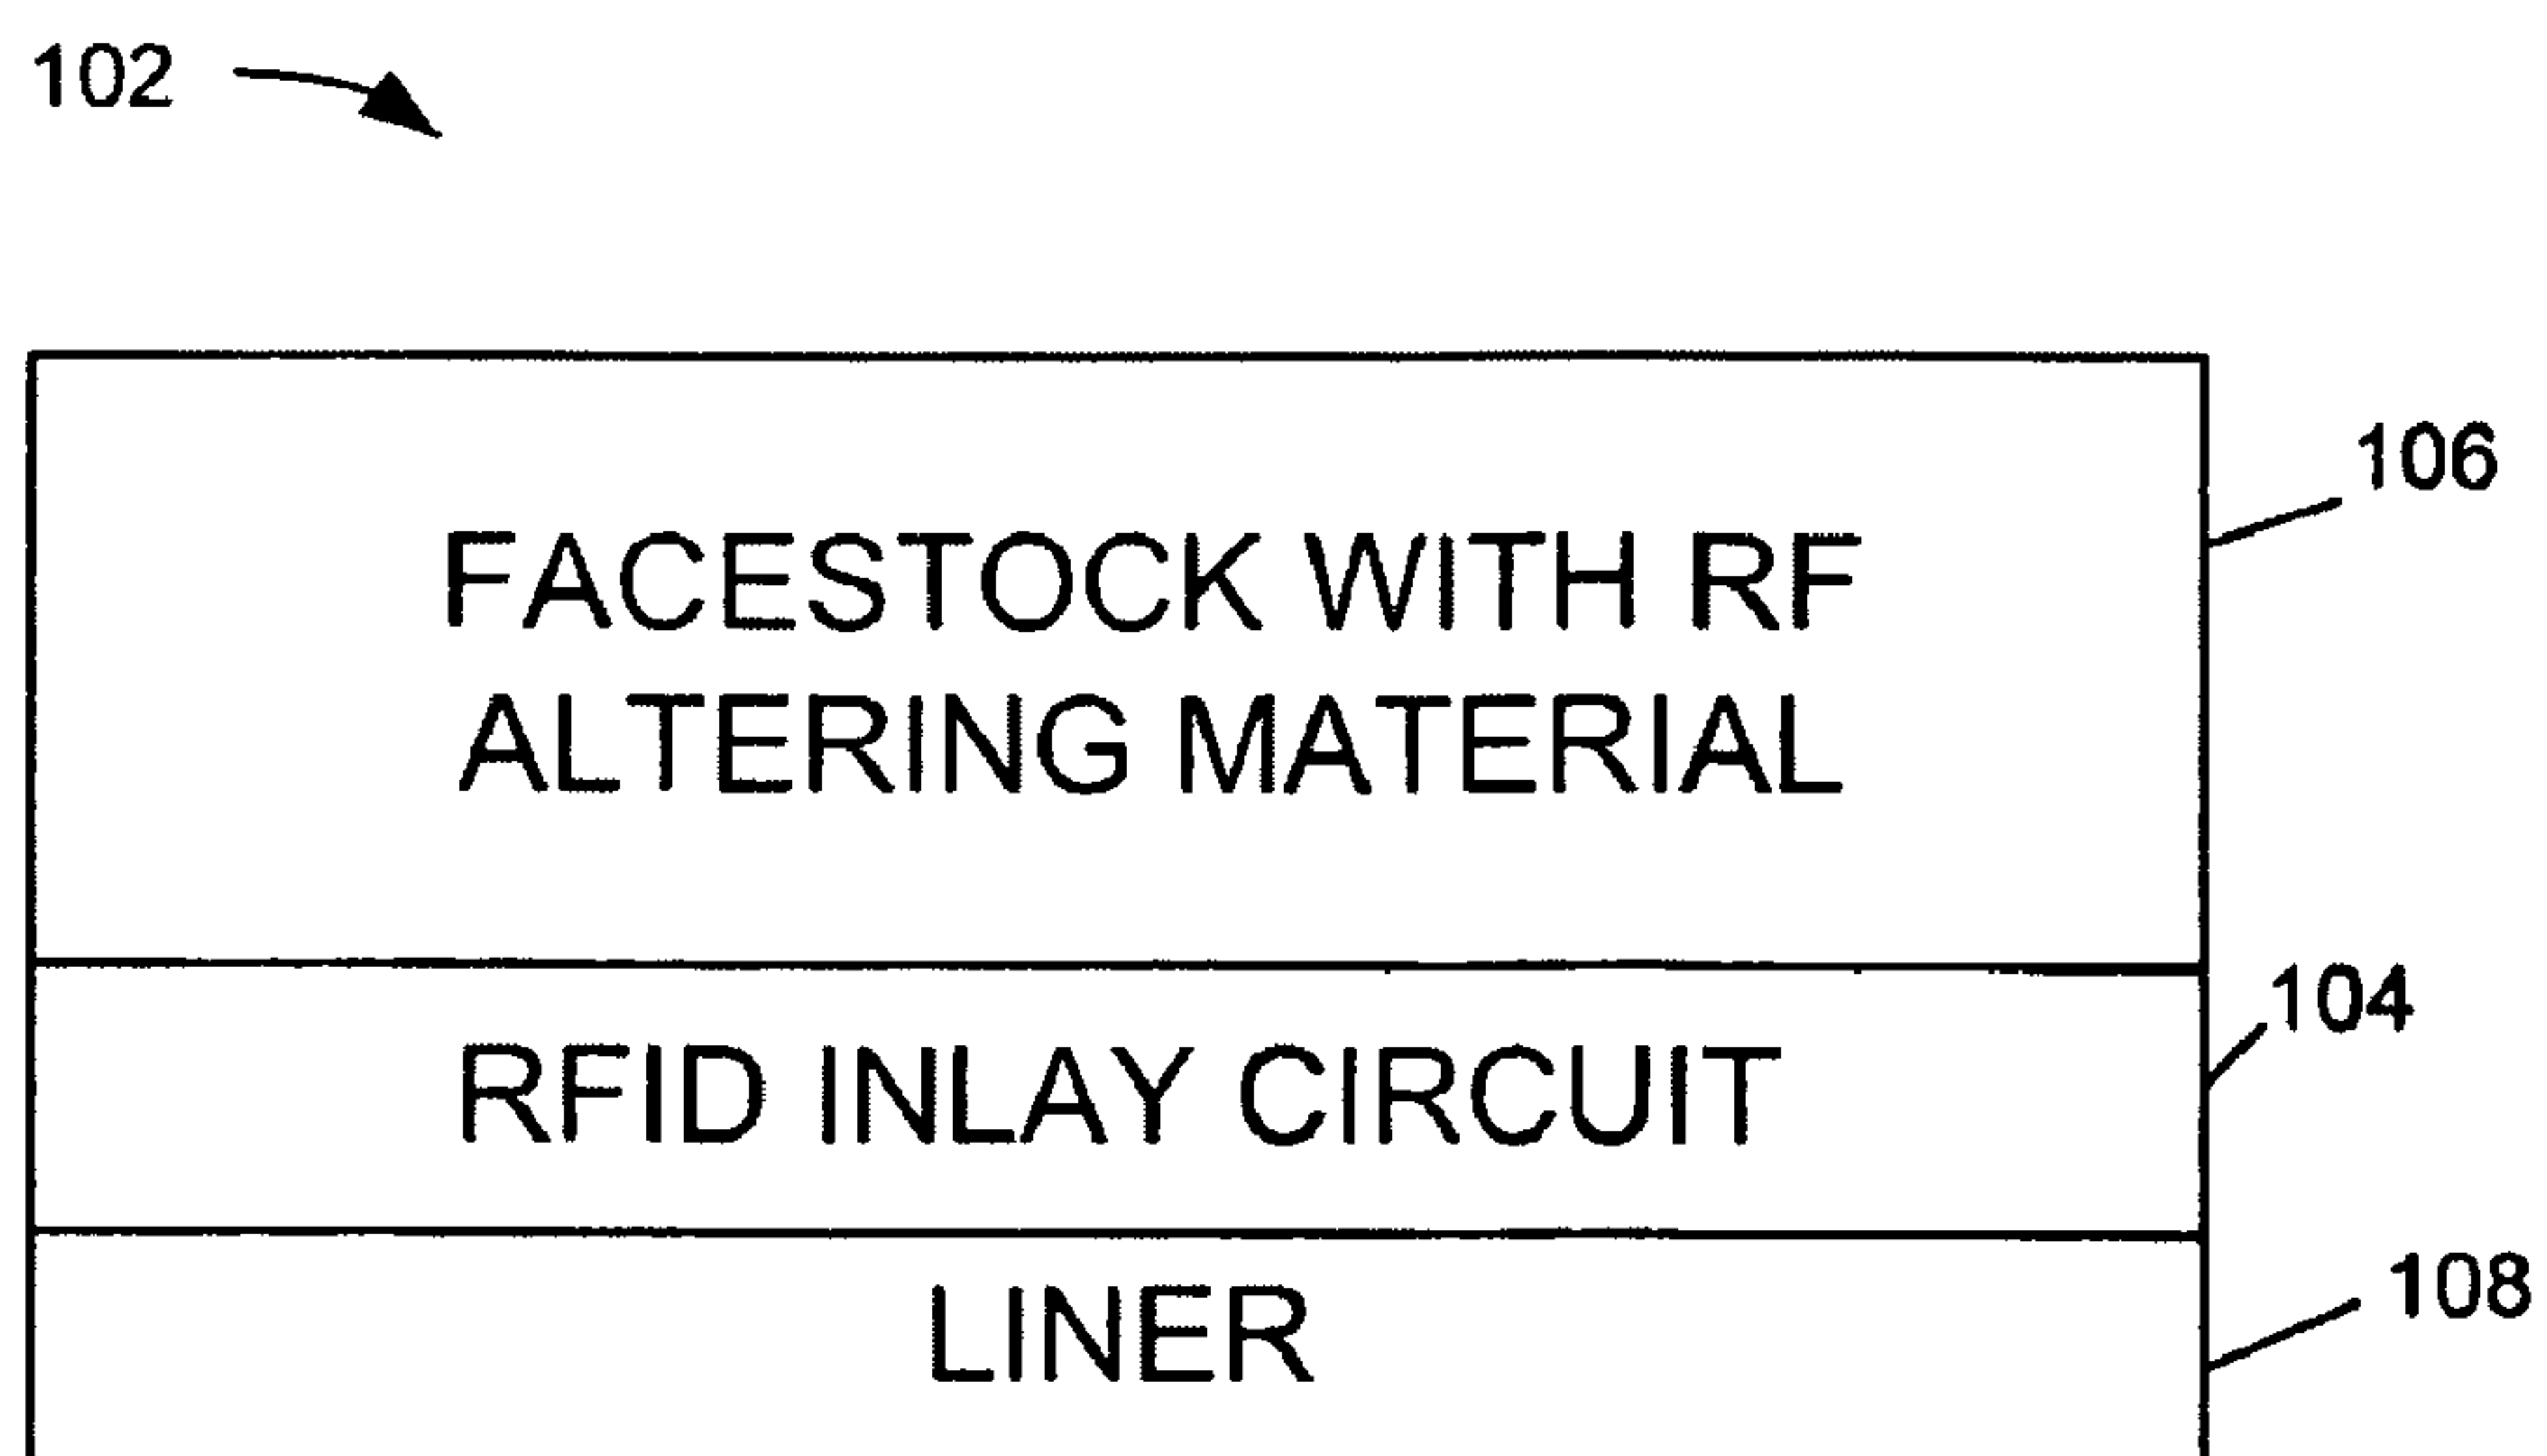 102
106
FACESTOCK WITH RF
ALTERING MATERIAL
104
RFID INLAY CIRCUIT
108
LINER